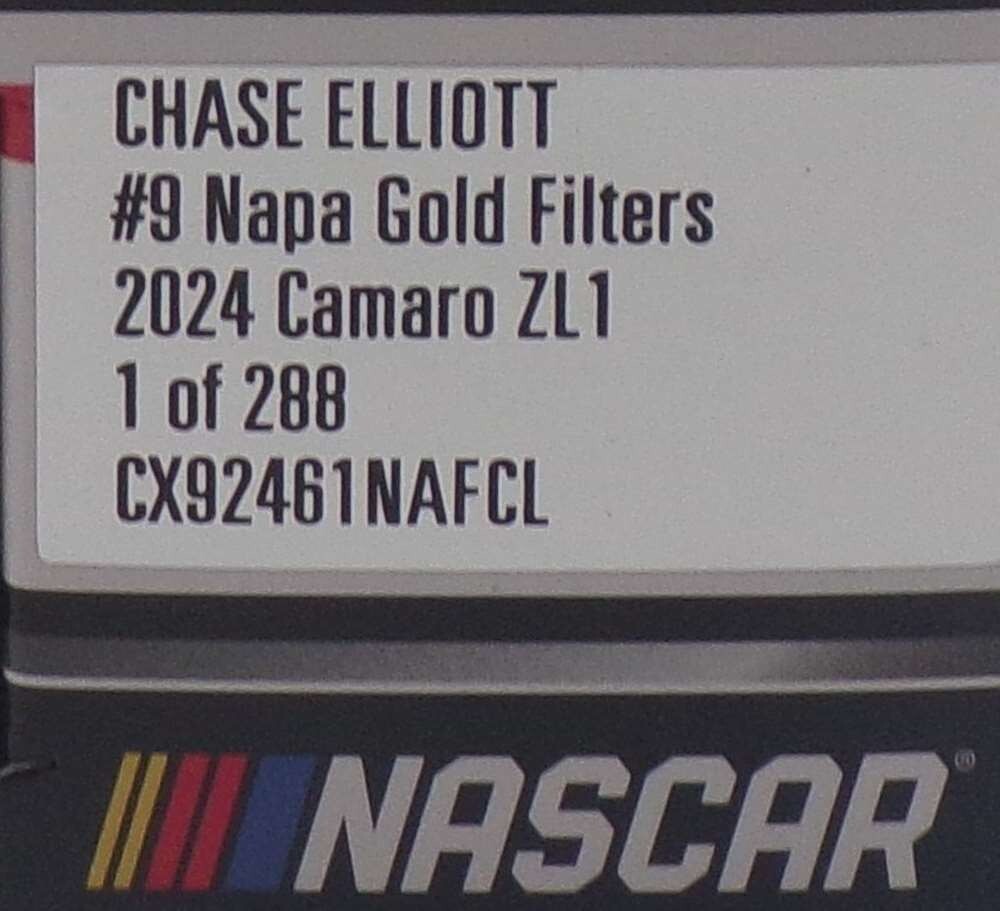 CHASE ELLIOTT
#9 Napa Gold Filters
2024 Camaro ZL1
1 of 288
CX92461NAFCL
NASCAR®